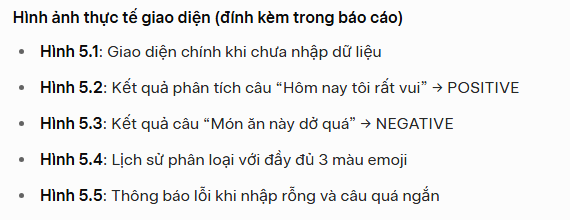 Hình ảnh thực tế giao diện (đính kèm trong báo cáo)
• Hình 5.1: Giao diện chính khi chưa nhập dữ liệu
• Hình 5.2: Kết quả phân tích câu “Hôm nay tôi rất vui” → POSITIVE
• Hình 5.3: Kết quả câu “Món ăn này dở quá” → NEGATIVE
• Hình 5.4: Lịch sử phân loại với đầy đủ 3 màu emoji
• Hình 5.5: Thông báo lỗi khi nhập rỗng và câu quá ngắn